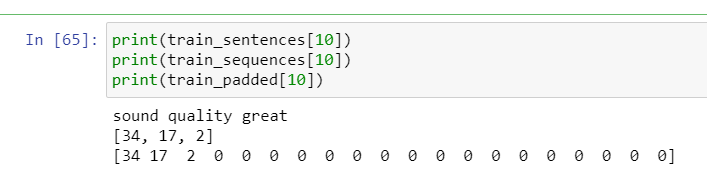 In [65]: print(train_sentences[10])
print(train_sequences[10])
print(train_padded[10])
sound quality great
[34, 17, 2]
[34 17  2  0  0  0  0  0  0  0  0  0  0  0  0  0  0  0  0  0]